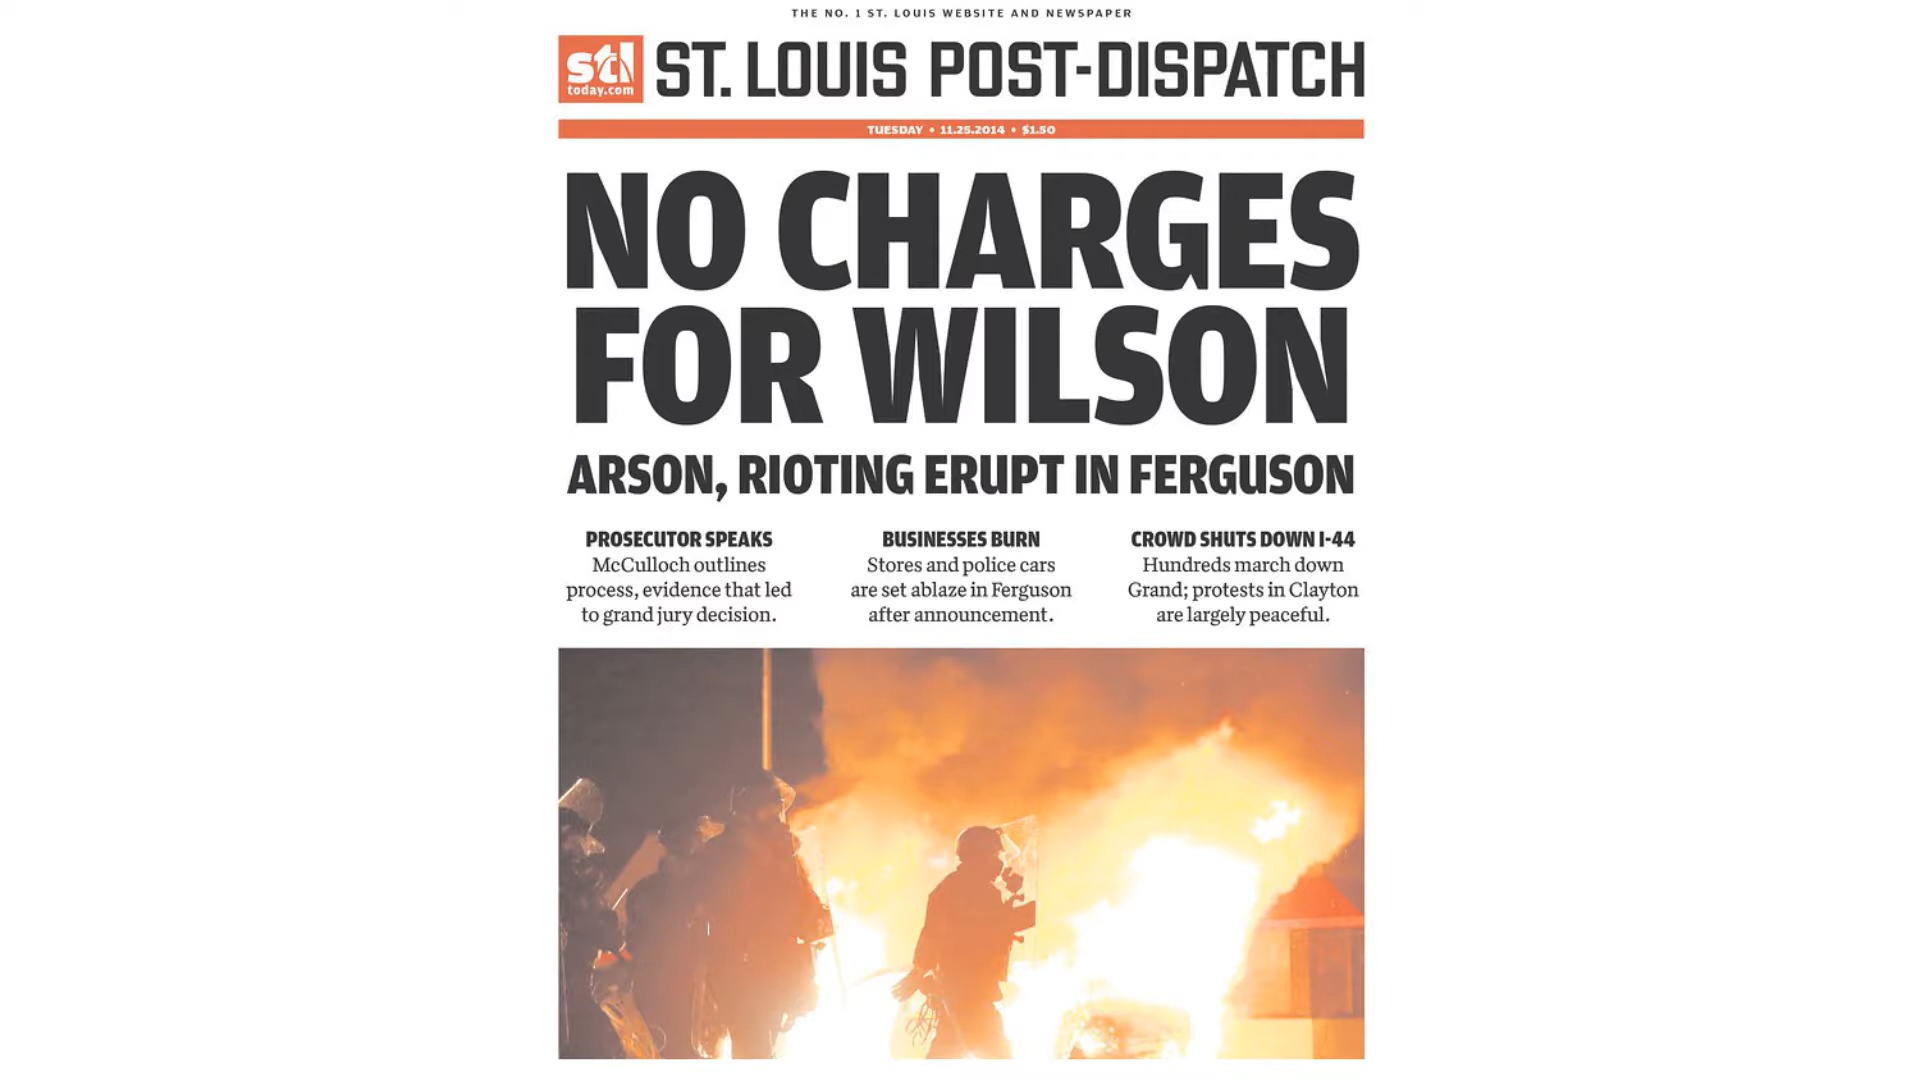 THE NO. 1 ST. LOUIS WEBSITE AND NEWSPAPER
stl
today.com
ST. LOUIS POST-DISPATCH
TUESDAY • 11.25.2014 • $1.50
NO CHARGES
FOR WILSON
ARSON, RIOTING ERUPT IN FERGUSON
PROSECUTOR SPEAKS
McCulloch outlines
process, evidence that led
to grand jury decision.
BUSINESSES BURN
Stores and police cars
are set ablaze in Ferguson
after announcement.
CROWD SHUTS DOWN I-44
Hundreds march down
Grand; protests in Clayton
are largely peaceful.